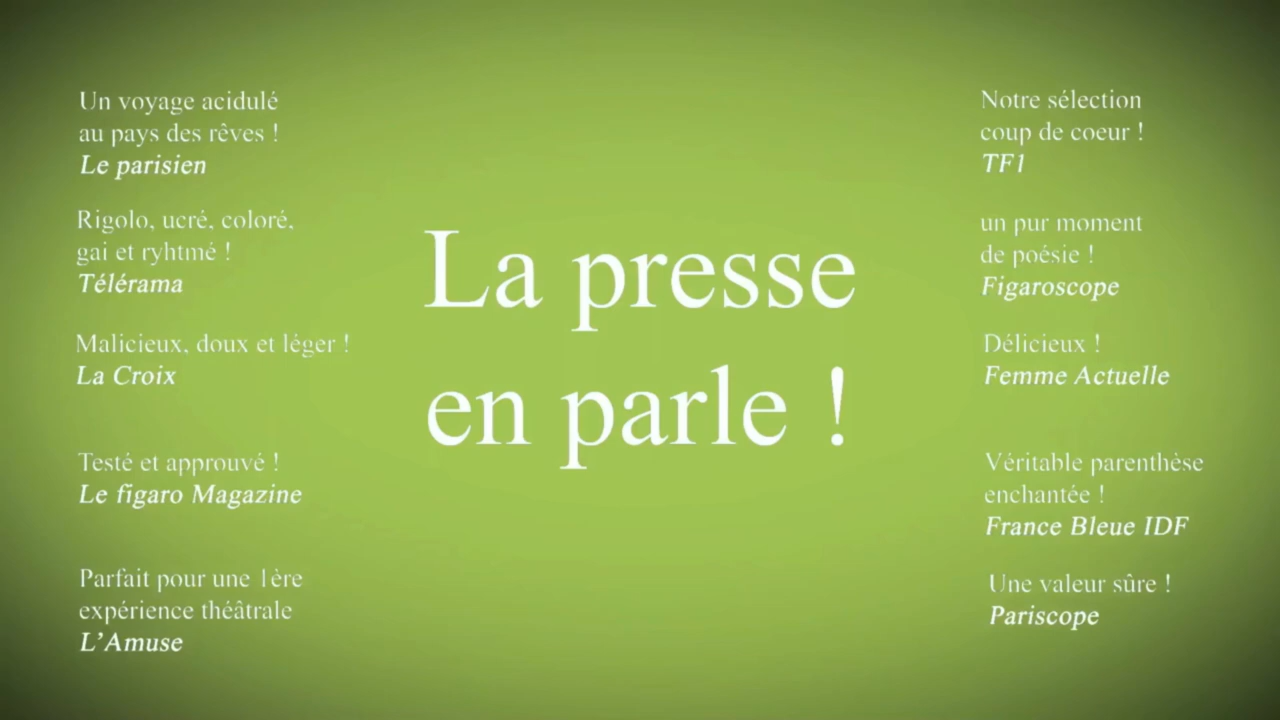 Un voyage acidulé
au pays des rêves !
Le parisien
Rigolo, ucré, coloré,
gai et ryhtmé !
Télérama
Malicieux, doux et léger !
La Croix
Testé et approuvé !
Le figaro Magazine
Parfait pour une 1ère
expérience théâtrale
L’Amuse
La presse
en parle !
Notre sélection
coup de coeur !
TF1
un pur moment
de poésie !
Figaroscope
Délicieux !
Femme Actuelle
Véritable parenthèse
enchantée !
France Bleue IDF
Une valeur sûre !
Pariscope